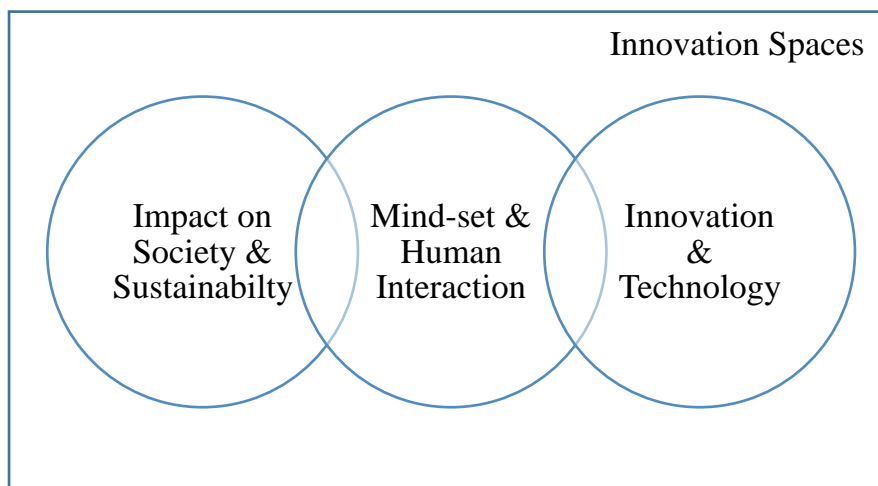 Innovation Spaces
Impact on
Society &
Sustainabilty
Mind-set &
Human
Interaction
Innovation
&
Technology